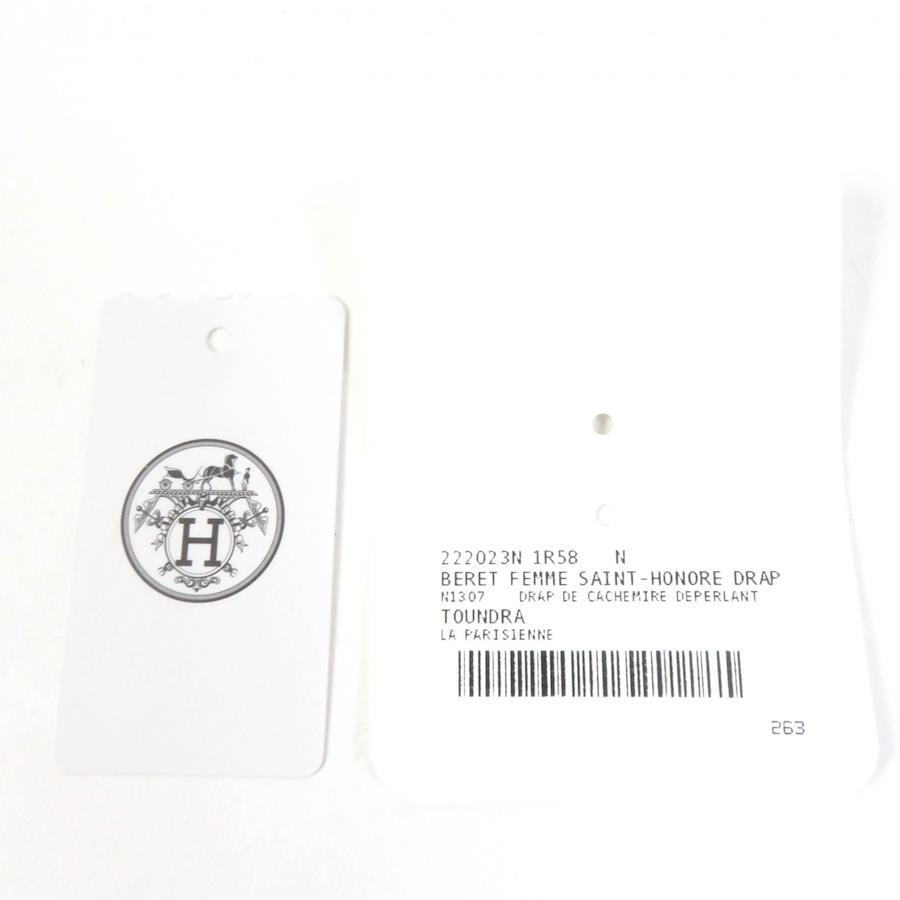 H
222023N 1R58 N
BERET FEMME SAINT-HONORE DRAP
N1307 DRAP DE CACHEMIRE DEPERLANT
TOUNDRA
LA PARISIENNE
263